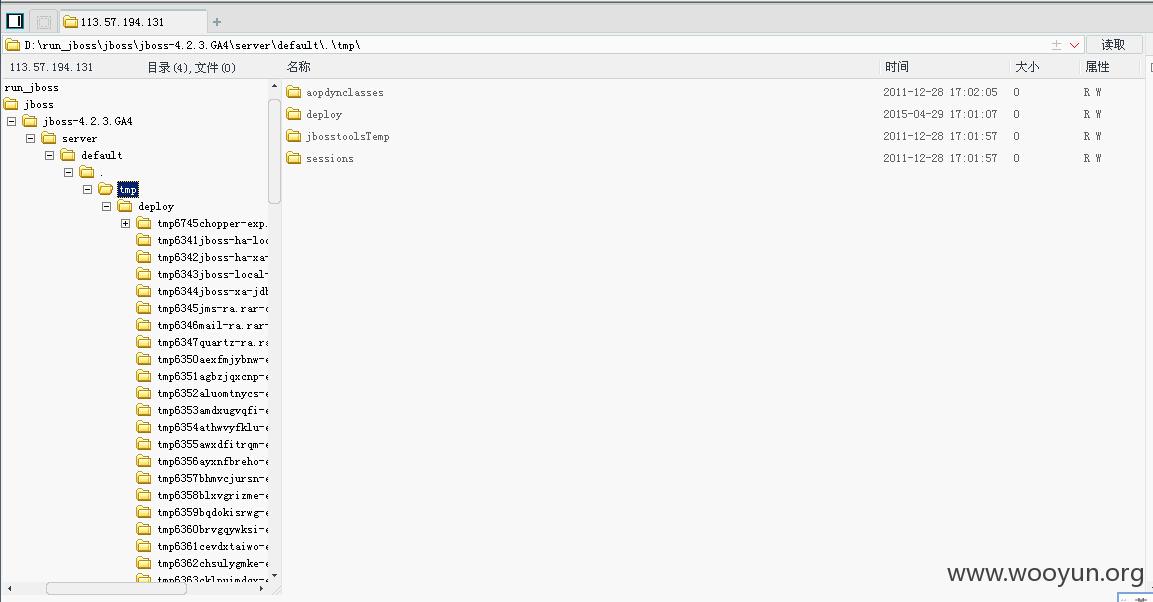 113.57.194.131
D:\run_jboss\jboss\jboss-4.2.3.GA4\server\default\.\tmp\
读取
113.57.194.131 目录(4),文件(0) 名称 时间 大小 属性
run_jboss
jboss
jboss-4.2.3.GA4
server
default
.
tmp
deploy
tmp6745chopper-exp.
tmp6341jboss-ha-loc
tmp6342jboss-ha-xa-
tmp6343jboss-local-
tmp6344jboss-xa-jdb
tmp6345jms-ra.rar-c
tmp6346mail-ra.rar-
tmp6347quartz-ra.ra
tmp6350aexfmjybnw-e
tmp6351agbzjqxcnp-e
tmp6352aluomtnycs-e
tmp6353amdxugvqfi-e
tmp6354athwvyfklu-e
tmp6355awxdfitrqm-e
tmp6356ayxnfbreho-e
tmp6357bhmvcjursn-e
tmp6358blxvgrizme-e
tmp6359bqdokisrwg-e
tmp6360brvgqywksi-e
tmp6361cevdxtaiwo-e
tmp6362chsulygmke-e
aopdynclasses 2011-12-28 17:02:05 0 R W
deploy 2015-04-29 17:01:07 0 R W
jbosstoolsTemp 2011-12-28 17:01:57 0 R W
sessions 2011-12-28 17:01:57 0 R W
www.wooyun.org